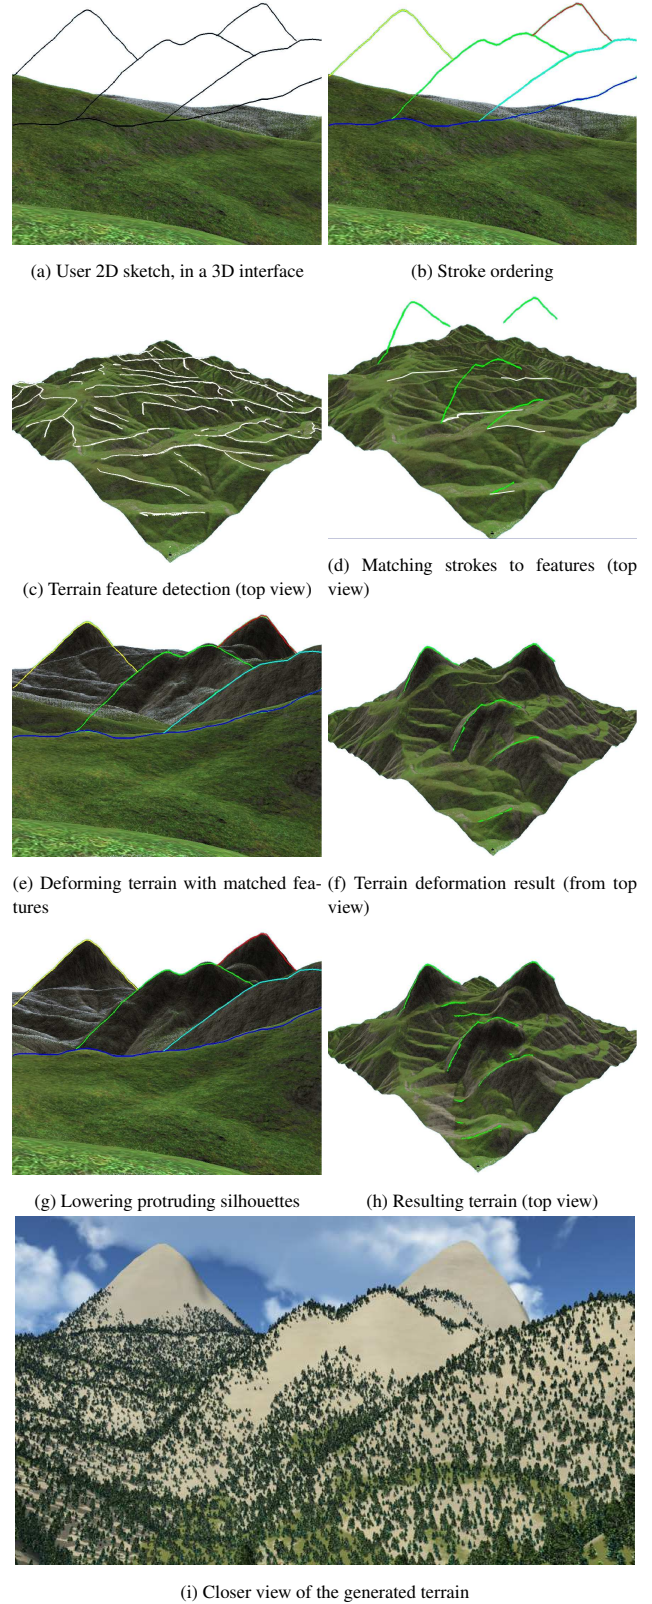 (a) User 2D sketch, in a 3D interface
(b) Stroke ordering
(c) Terrain feature detection (top view)
(d) Matching strokes to features (top
view)
(e) Deforming terrain with matched fea-
tures
(f) Terrain deformation result (from top
view)
(g) Lowering protruding silhouettes
(h) Resulting terrain (top view)
(i) Closer view of the generated terrain